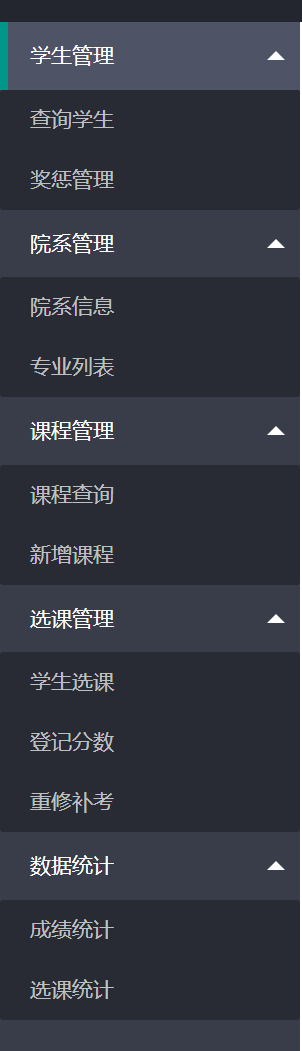 学生管理
查询学生
奖惩管理
院系管理
院系信息
专业列表
课程管理
课程查询
新增课程
选课管理
学生选课
登记分数
重修补考
数据统计
成绩统计
选课统计